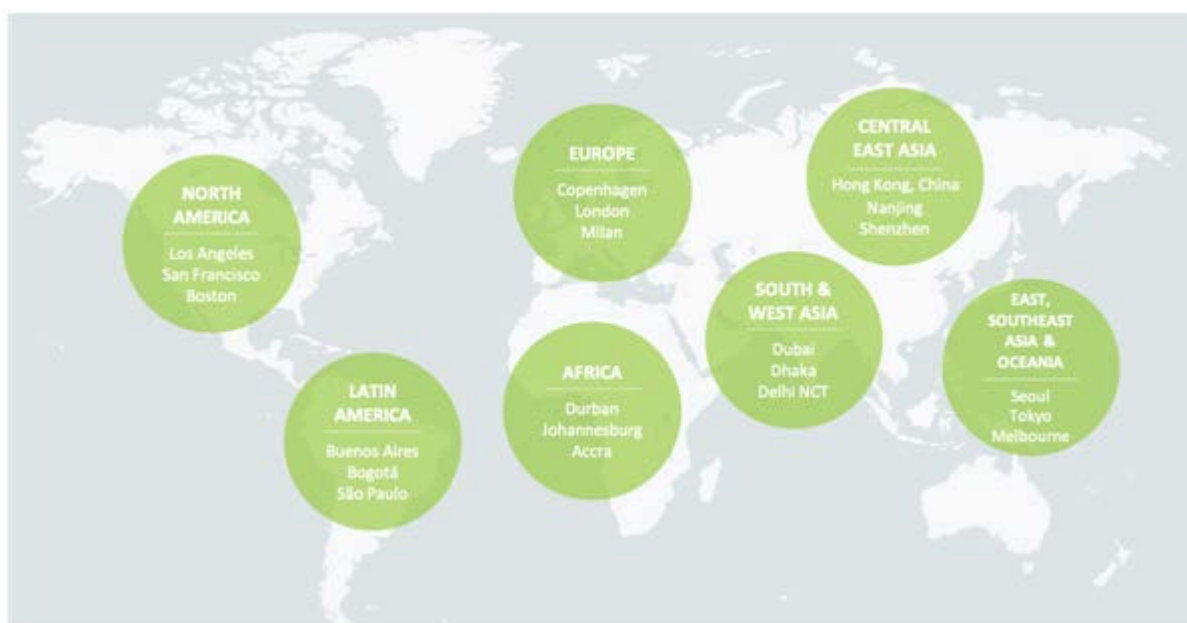 NORTH
AMERICA
Los Angeles
San Francisco
Boston
LATIN
AMERICA
Buenos Aires
Bogotá
São Paulo
EUROPE
Copenhagen
London
Milan
AFRICA
Durban
Johannesburg
Accra
CENTRAL
EAST ASIA
Hong Kong, China
Nanjing
Shenzhen
SOUTH &
WEST ASIA
Dubai
Dhaka
Delhi NCT
EAST,
SOUTHEAST
ASIA &
OCEANIA
Seoul
Tokyo
Melbourne